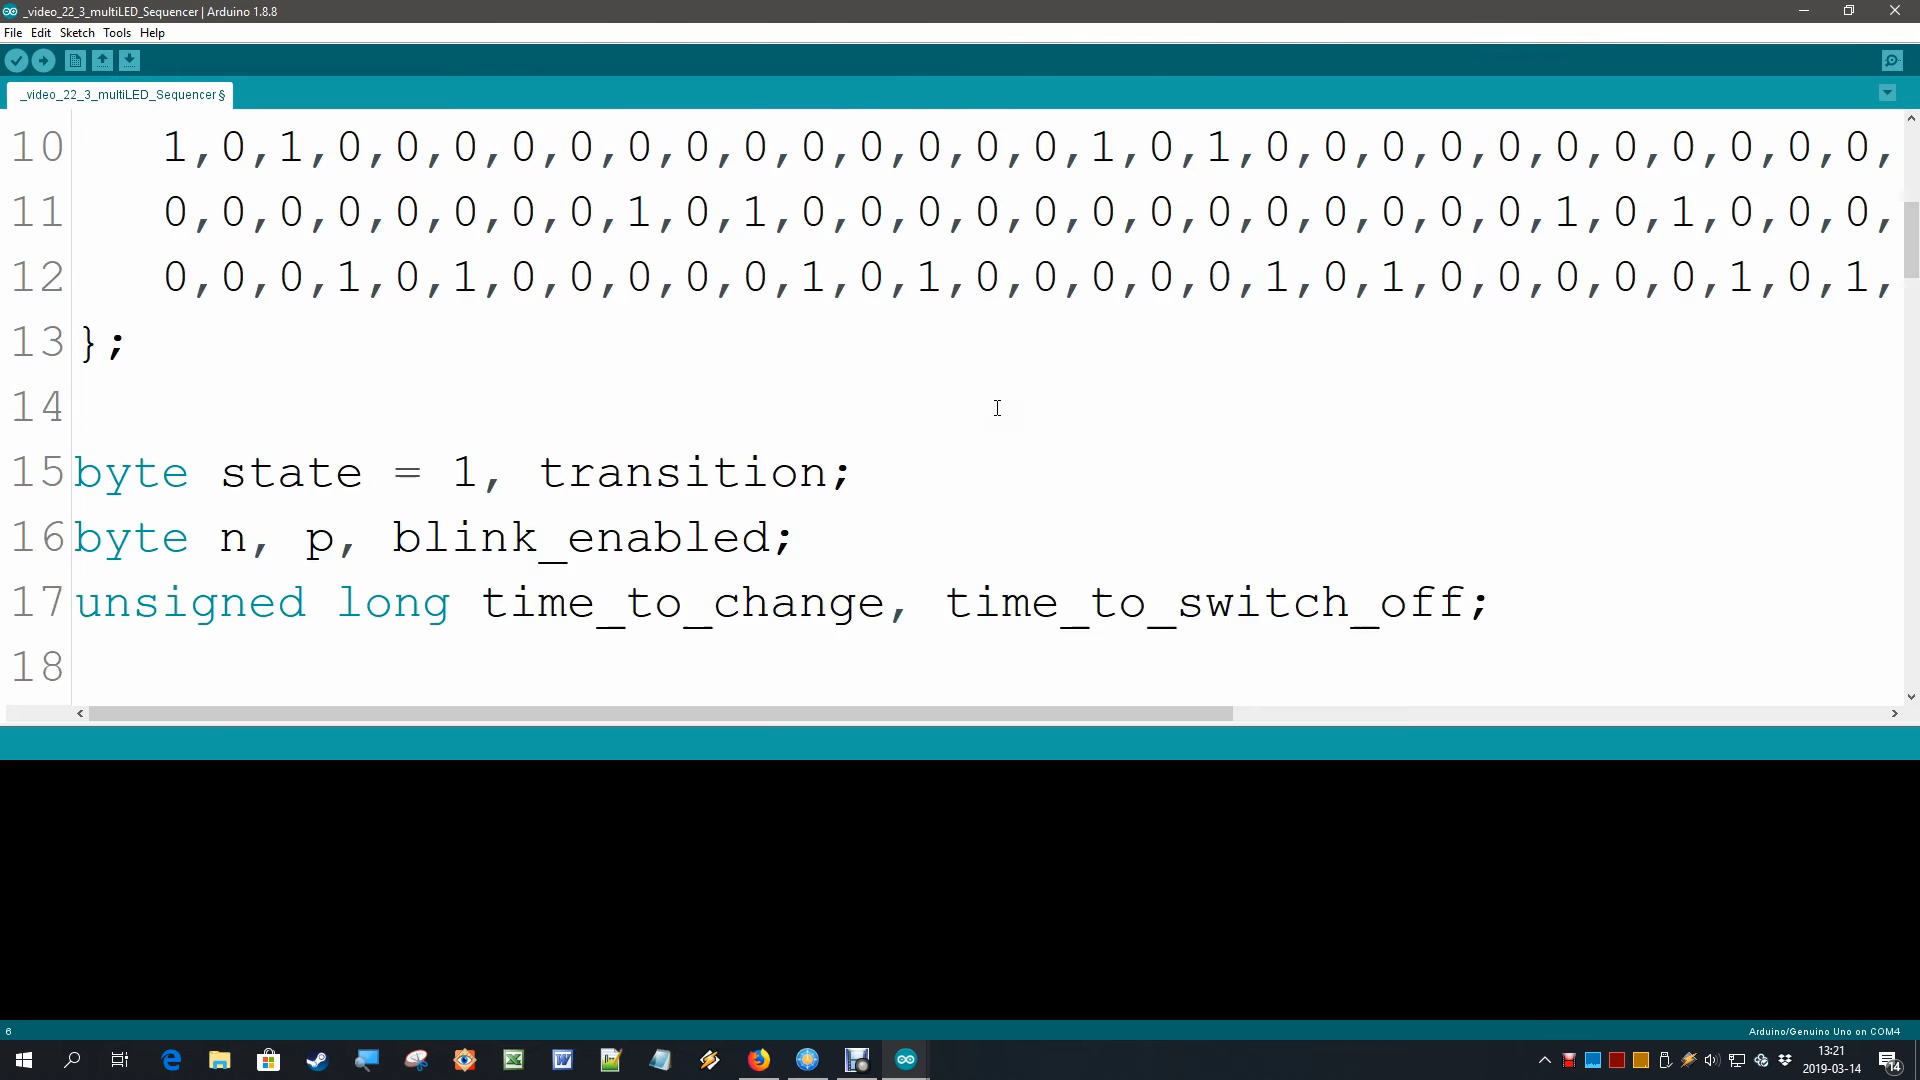 _video_22_3_multiLED_Sequencer | Arduino 1.8.8
File Edit Sketch Tools Help
_video_22_3_multiLED_Sequencer §
10 1,0,1,0,0,0,0,0,0,0,0,0,0,0,0,0,1,0,1,0,0,0,0,0,0,0,0,0,0,0,
11 0,0,0,0,0,0,0,0,1,0,1,0,0,0,0,0,0,0,0,0,0,0,0,0,1,0,1,0,0,0,
12 0,0,0,1,0,1,0,0,0,0,0,1,0,1,0,0,0,0,0,1,0,1,0,0,0,0,0,1,0,1,
13 };
14
15 byte state = 1, transition;
16 byte n, p, blink_enabled;
17 unsigned long time_to_change, time_to_switch_off;
18
6 Arduino/Genuino Uno on COM4
13:21
2019-03-14
14